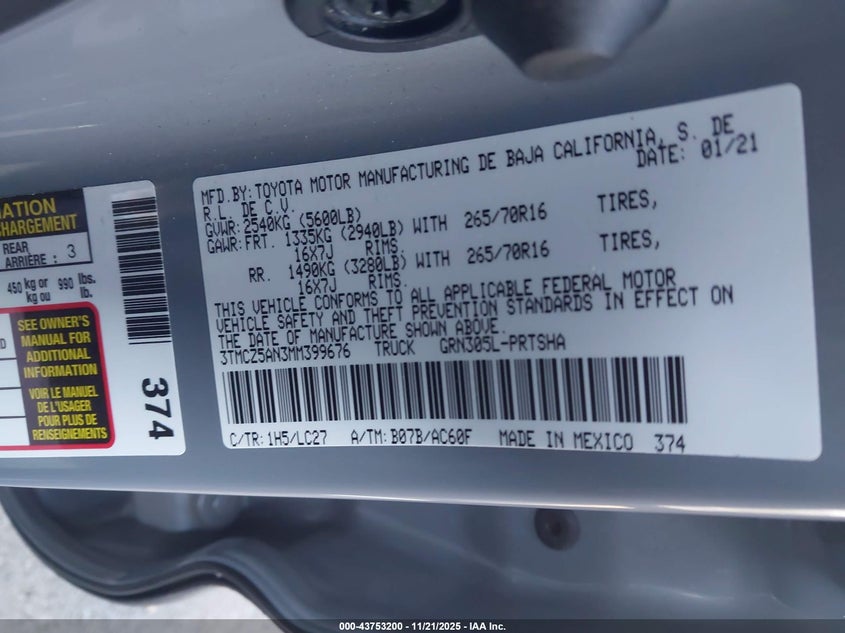 MATION
CHARGEMENT
REAR
ARRIÈRE : 3
450 kg or 990 lbs.
kg ou lb.
SEE OWNER'S
MANUAL FOR
ADDITIONAL
INFORMATION
VOIR LE MANUEL
DE L'USAGER
POUR PLUS DE
RENSEIGNEMENTS
374
MFD.BY: TOYOTA MOTOR MANUFACTURING DE BAJA CALIFORNIA, S. DE
R.L. DE C.V. DATE: 01/21
GVWR: 2540KG (5600LB)
GAWR: FRT. 1335KG (2940LB) WITH 265/70R16 TIRES,
16X7J RIMS.
RR. 1490KG (3280LB) WITH 265/70R16 TIRES,
16X7J RIMS.
THIS VEHICLE CONFORMS TO ALL APPLICABLE FEDERAL MOTOR
VEHICLE SAFETY AND THEFT PREVENTION STANDARDS IN EFFECT ON
THE DATE OF MANUFACTURE SHOWN ABOVE.
3TMCZ5AN3MM399676 TRUCK GRN305L-PRTSHA
C/TR: 1H5/LC27 A/TM: B07B/AC60F MADE IN MEXICO 374
000-43753200 - 11/21/2025 - IAA Inc.